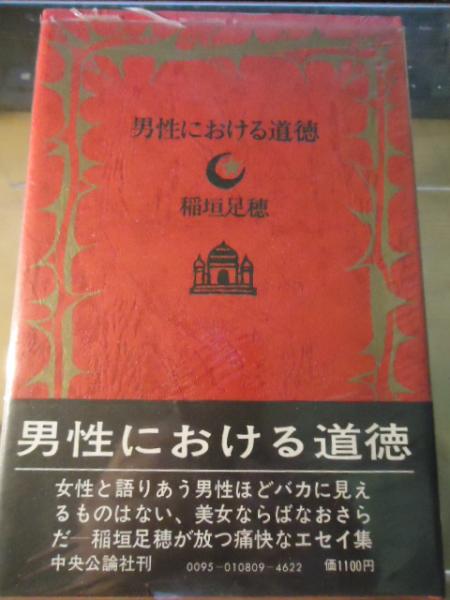 男性における道徳
稲垣足穂
男性における道徳
女性と語りあう男性ほどバカに見え
るものはない、美女ならばなおさら
だ―稲垣足穂が放つ痛快なエセイ集
中央公論社刊 0095-010809-4622 価1100円